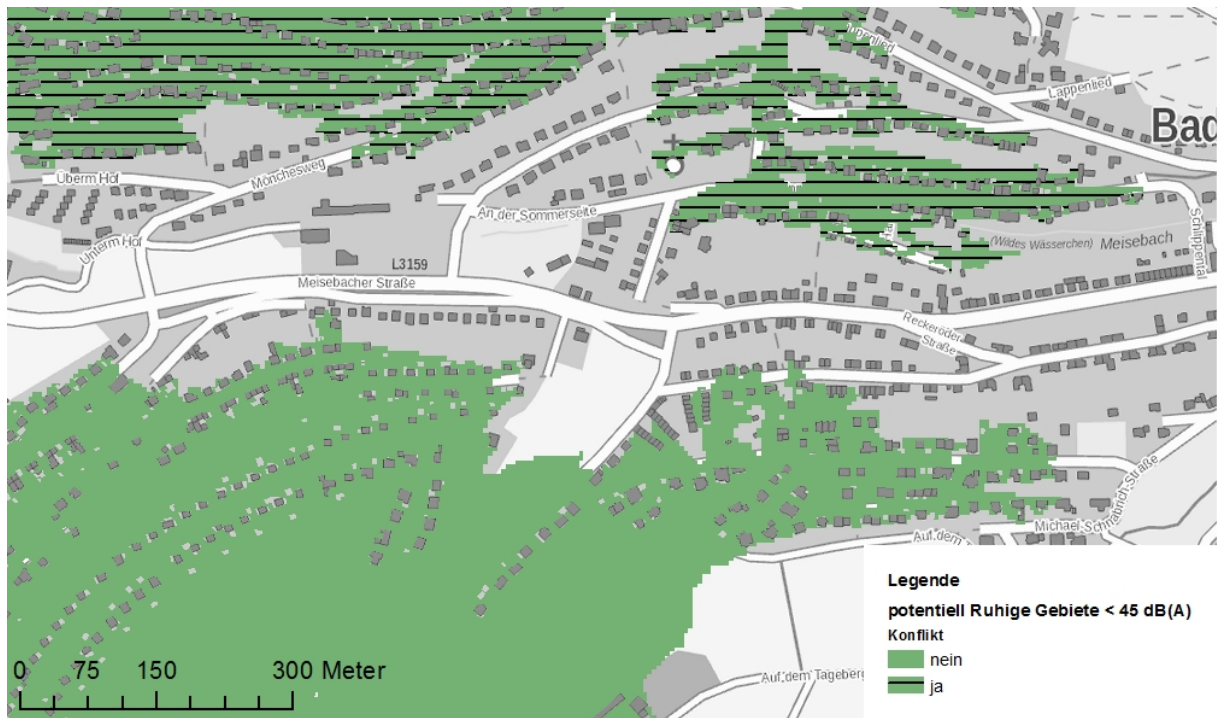 Lappenlied
Bad
Überm Hof
Mönchesweg
An der Sommerseite
Unterm Hof
L3159
Meisebacher Straße
(Wildes Wässerchen) Meisebach
Schlippental
Reckeröder
Straße
Michael-Schnabrich-Straße
Auf dem T
Auf dem Tageberg
Legende
potentiell Ruhige Gebiete < 45 dB(A)
Konflikt
nein
ja
0 75 150 300 Meter